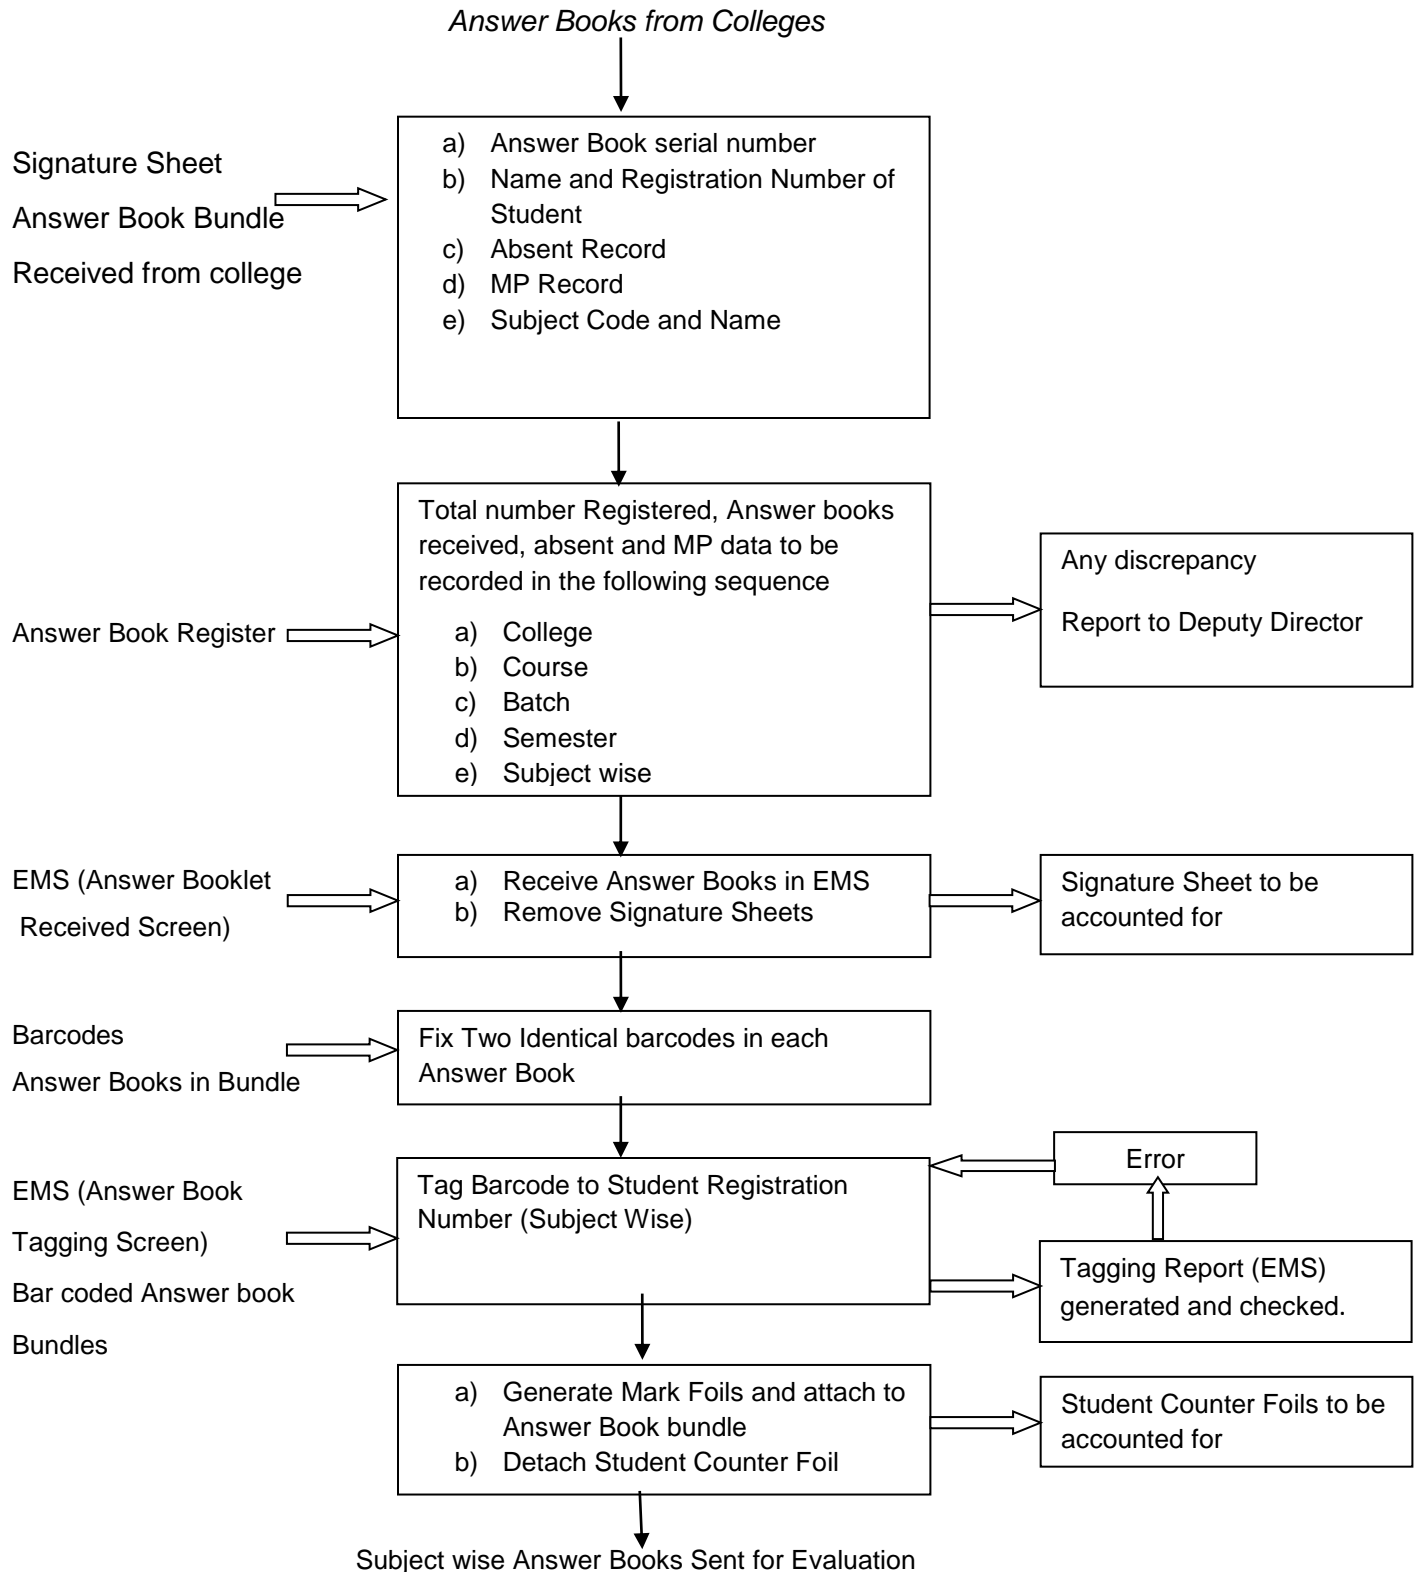 Answer Books from Colleges
Signature Sheet
Answer Book Bundle
Received from college
a) Answer Book serial number
b) Name and Registration Number of
Student
c) Absent Record
d) MP Record
e) Subject Code and Name
Answer Book Register
Total number Registered, Answer books
received, absent and MP data to be
recorded in the following sequence
a) College
b) Course
c) Batch
d) Semester
e) Subject wise
Any discrepancy
Report to Deputy Director
EMS (Answer Booklet
Received Screen)
a) Receive Answer Books in EMS
b) Remove Signature Sheets
Signature Sheet to be
accounted for
Barcodes
Answer Books in Bundle
Fix Two Identical barcodes in each
Answer Book
EMS (Answer Book
Tagging Screen)
Bar coded Answer book
Bundles
Tag Barcode to Student Registration
Number (Subject Wise)
Error
Tagging Report (EMS)
generated and checked.
a) Generate Mark Foils and attach to
Answer Book bundle
b) Detach Student Counter Foil
Student Counter Foils to be
accounted for
Subject wise Answer Books Sent for Evaluation